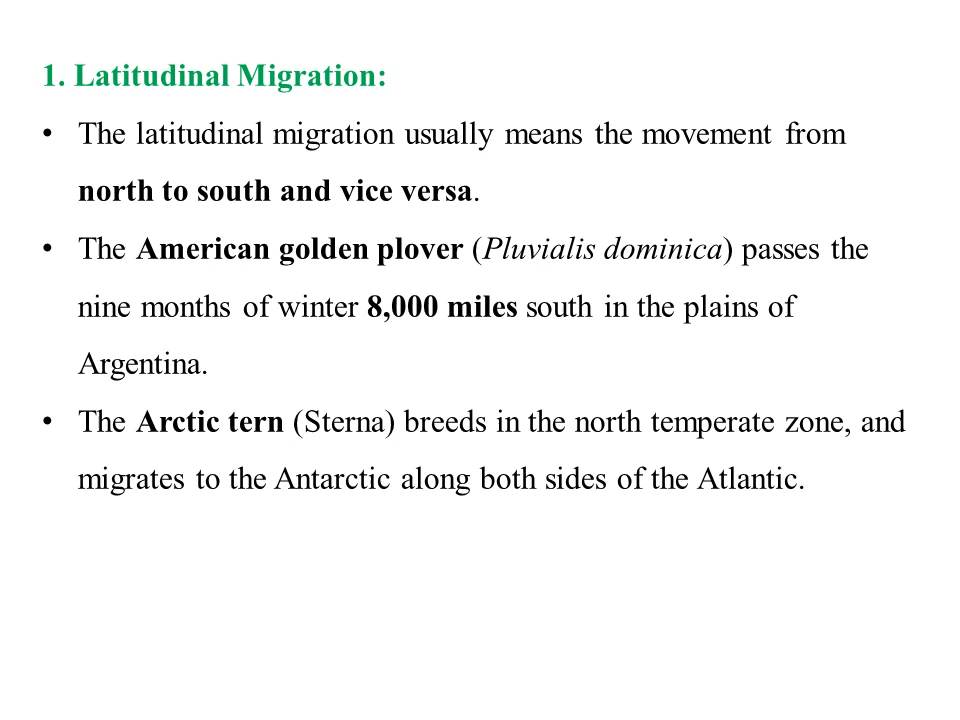 1. Latitudinal Migration:
• The latitudinal migration usually means the movement from
north to south and vice versa.
• The American golden plover (Pluvialis dominica) passes the
nine months of winter 8,000 miles south in the plains of
Argentina.
• The Arctic tern (Sterna) breeds in the north temperate zone, and
migrates to the Antarctic along both sides of the Atlantic.